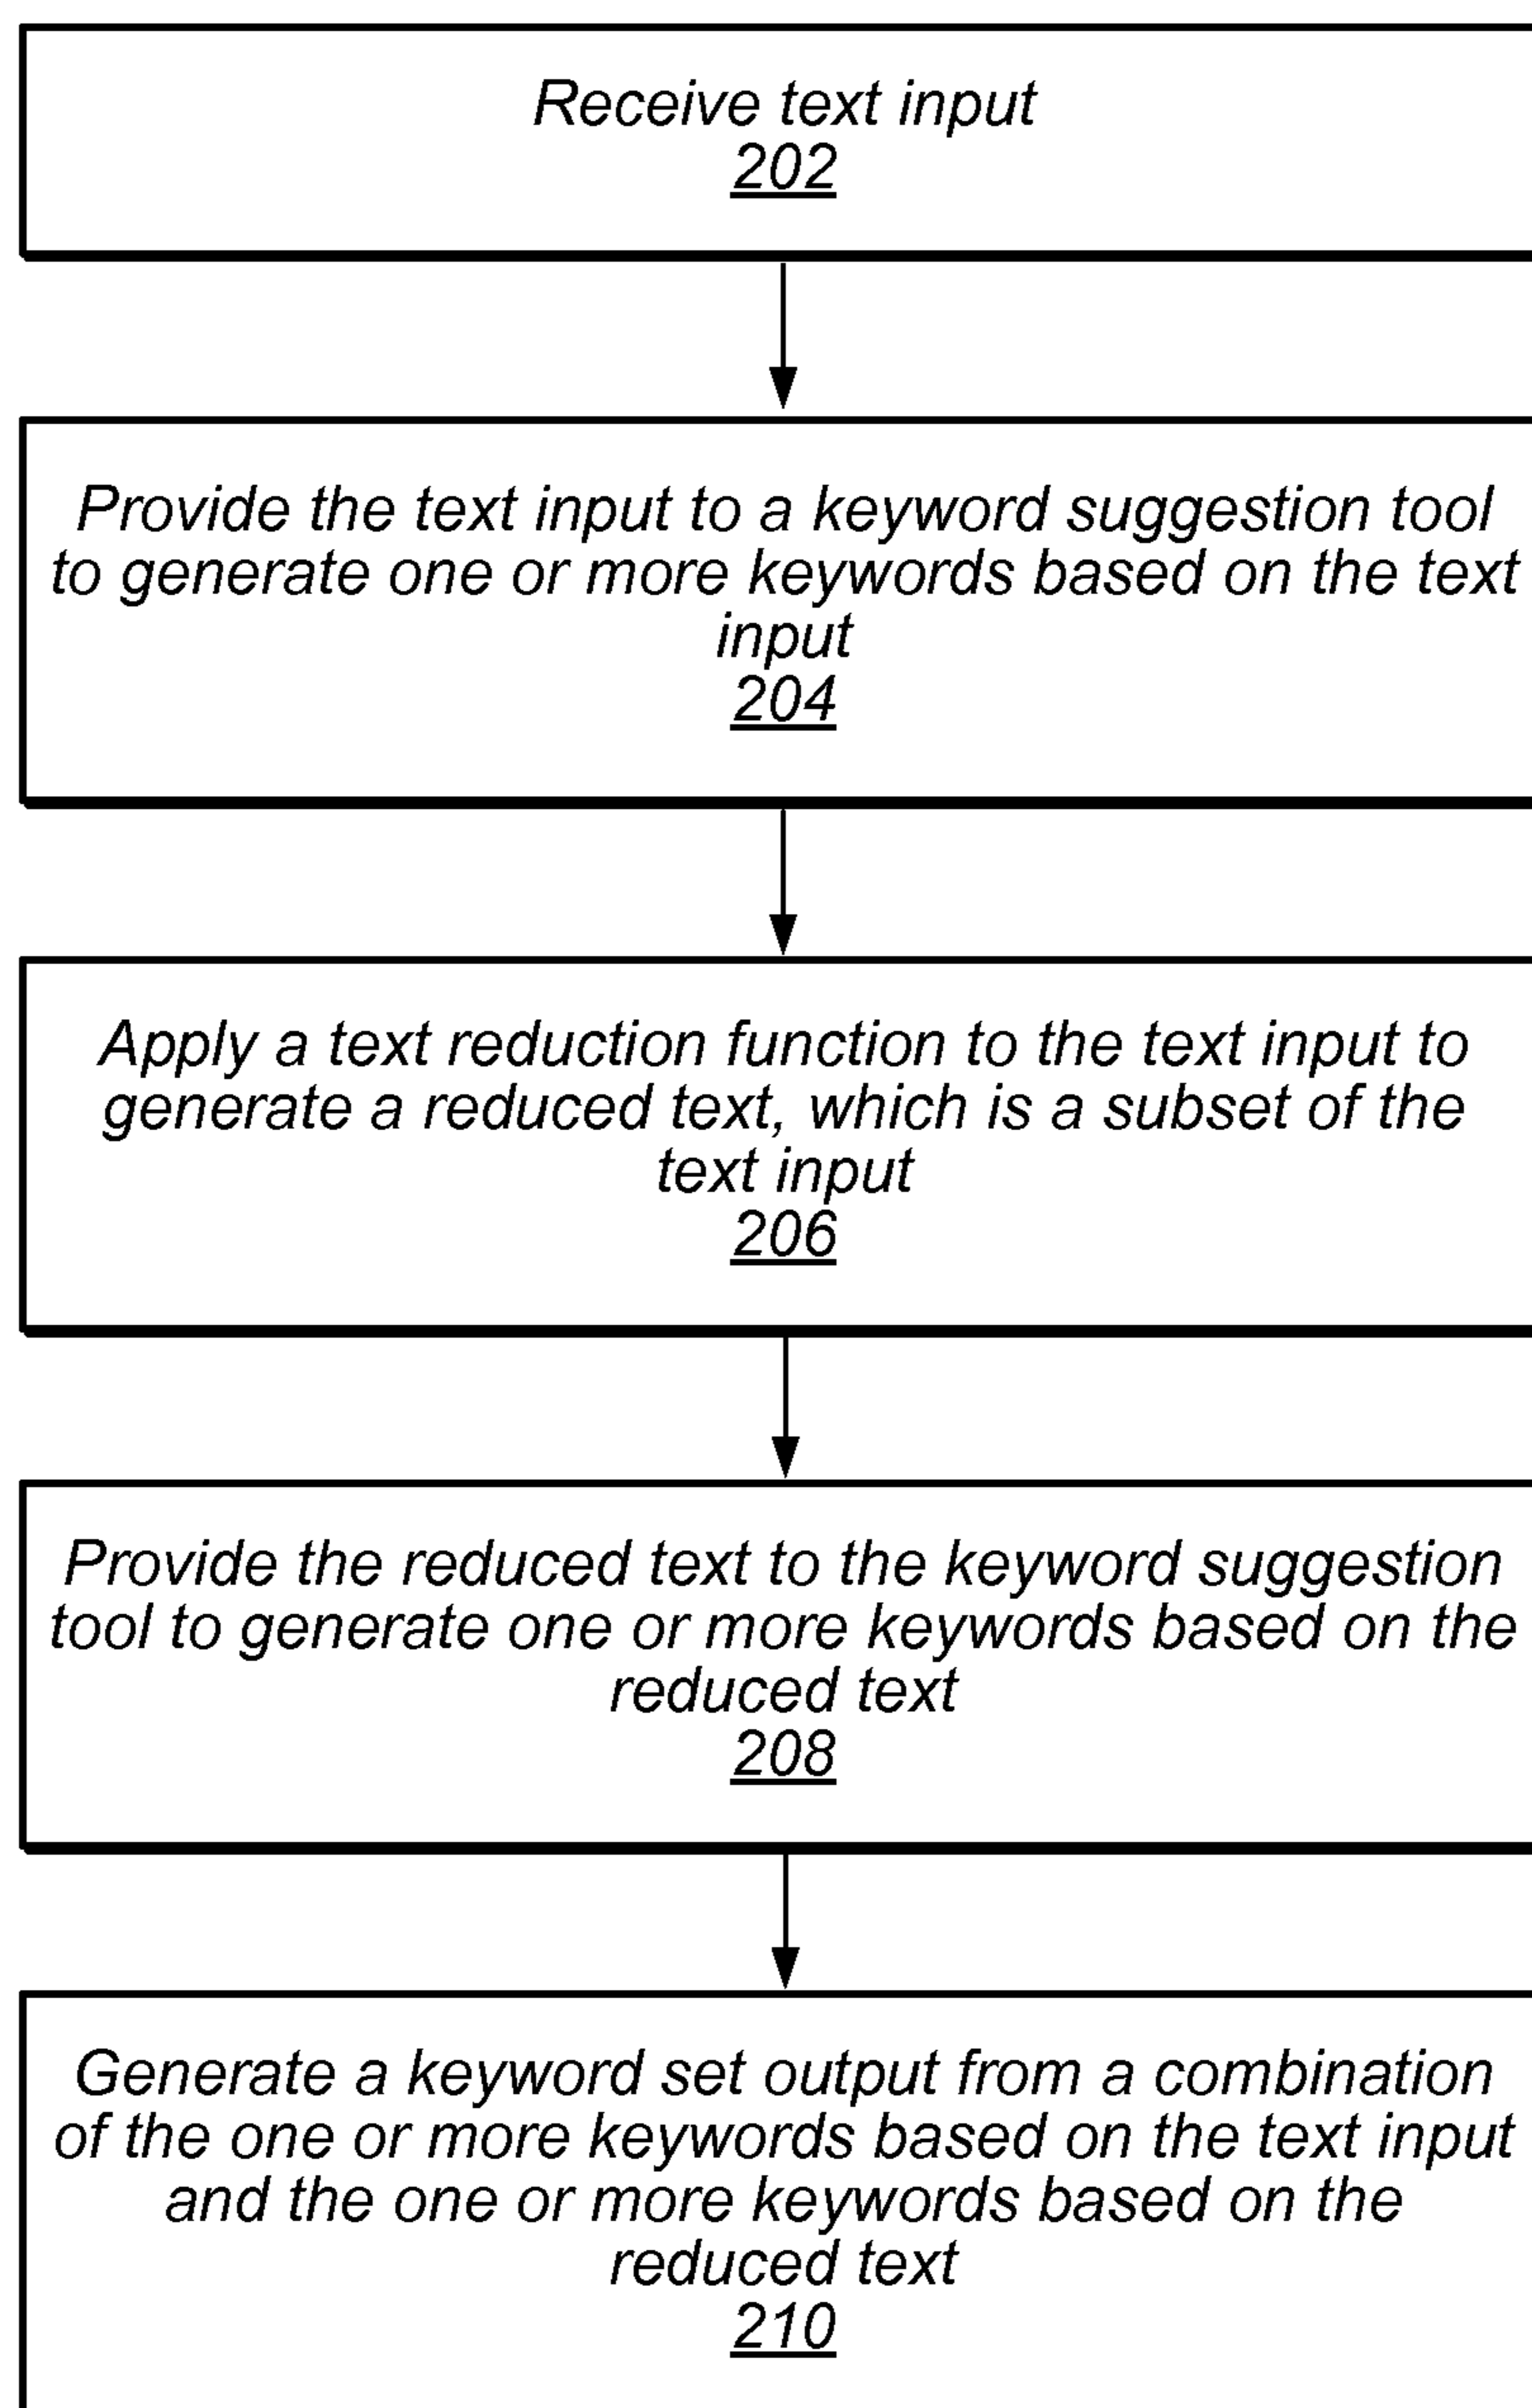 Receive text input
202
Provide the text input to a keyword suggestion tool
to generate one or more keywords based on the text
input
204
Apply a text reduction function to the text input to
generate a reduced text, which is a subset of the
text input
206
Provide the reduced text to the keyword suggestion
tool to generate one or more keywords based on the
reduced text
208
Generate a keyword set output from a combination
of the one or more keywords based on the text input
and the one or more keywords based on the
reduced text
210